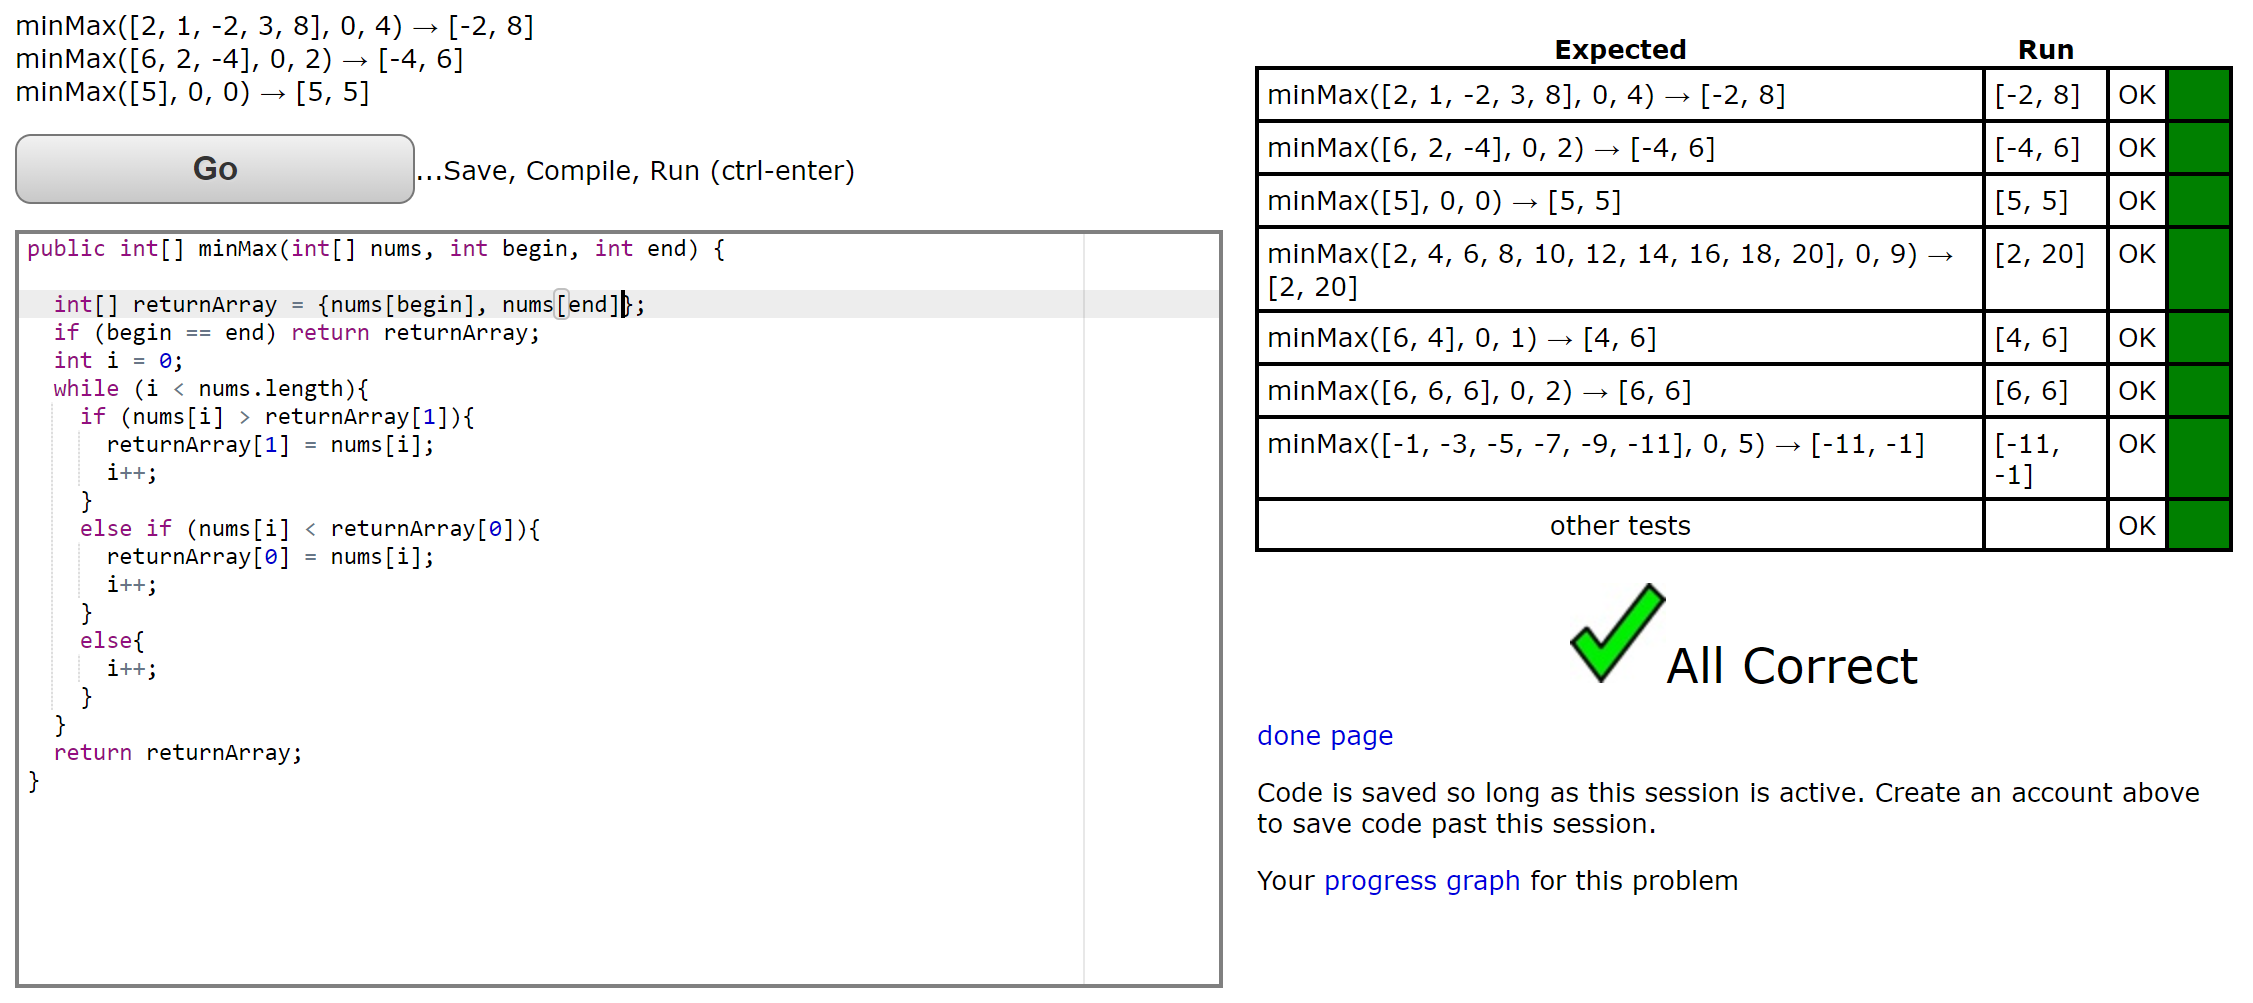 minMax([2, 1, -2, 3, 8], 0, 4) → [-2, 8]
minMax([6, 2, -4], 0, 2) → [-4, 6]
minMax([5], 0, 0) → [5, 5]
Go
...Save, Compile, Run (ctrl-enter)
public int[] minMax(int[] nums, int begin, int end) {
  int[] returnArray = {nums[begin], nums[end]};
  if (begin == end) return returnArray;
  int i = 0;
  while (i < nums.length){
    if (nums[i] > returnArray[1]){
      returnArray[1] = nums[i];
      i++;
    }
    else if (nums[i] < returnArray[0]){
      returnArray[0] = nums[i];
      i++;
    }
    else{
      i++;
    }
  }
  return returnArray;
}
Expected Run
minMax([2, 1, -2, 3, 8], 0, 4) → [-2, 8] [-2, 8] OK
minMax([6, 2, -4], 0, 2) → [-4, 6] [-4, 6] OK
minMax([5], 0, 0) → [5, 5] [5, 5] OK
minMax([2, 4, 6, 8, 10, 12, 14, 16, 18, 20], 0, 9) → [2, 20] OK
[2, 20]
minMax([6, 4], 0, 1) → [4, 6] [4, 6] OK
minMax([6, 6, 6], 0, 2) → [6, 6] [6, 6] OK
minMax([-1, -3, -5, -7, -9, -11], 0, 5) → [-11, -1] [-11, OK
-1]
other tests OK
All Correct
done page
Code is saved so long as this session is active. Create an account above
to save code past this session.
Your progress graph for this problem